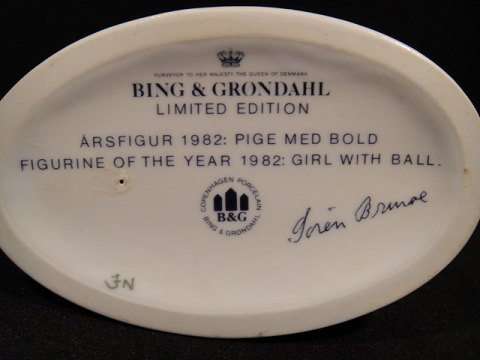 PURVEYOR TO HER MAJESTY THE QUEEN OF DENMARK
BING & GRONDAHL
LIMITED EDITION
ÅRSFIGUR 1982: PIGE MED BOLD
FIGURINE OF THE YEAR 1982: GIRL WITH BALL.
COPENHAGEN PORCELAIN
B&G
BING & GRONDAHL
Sören Brunoe
JN